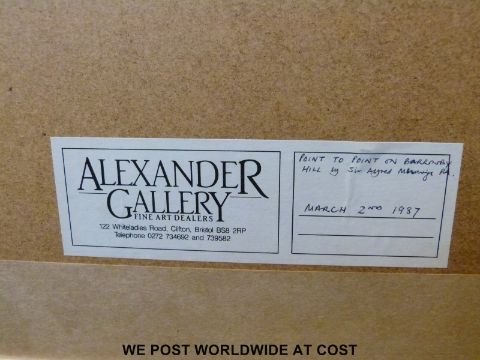 ALEXANDER
GALLERY
FINE ART DEALERS
122 Whiteladies Road, Clifton, Bristol BS8 2RP
Telephone 0272 734692 and 739582
POINT TO POINT ON
HILL by Sir Alfred Munnings RA.
MARCH 2ND 1987
WE POST WORLDWIDE AT COST